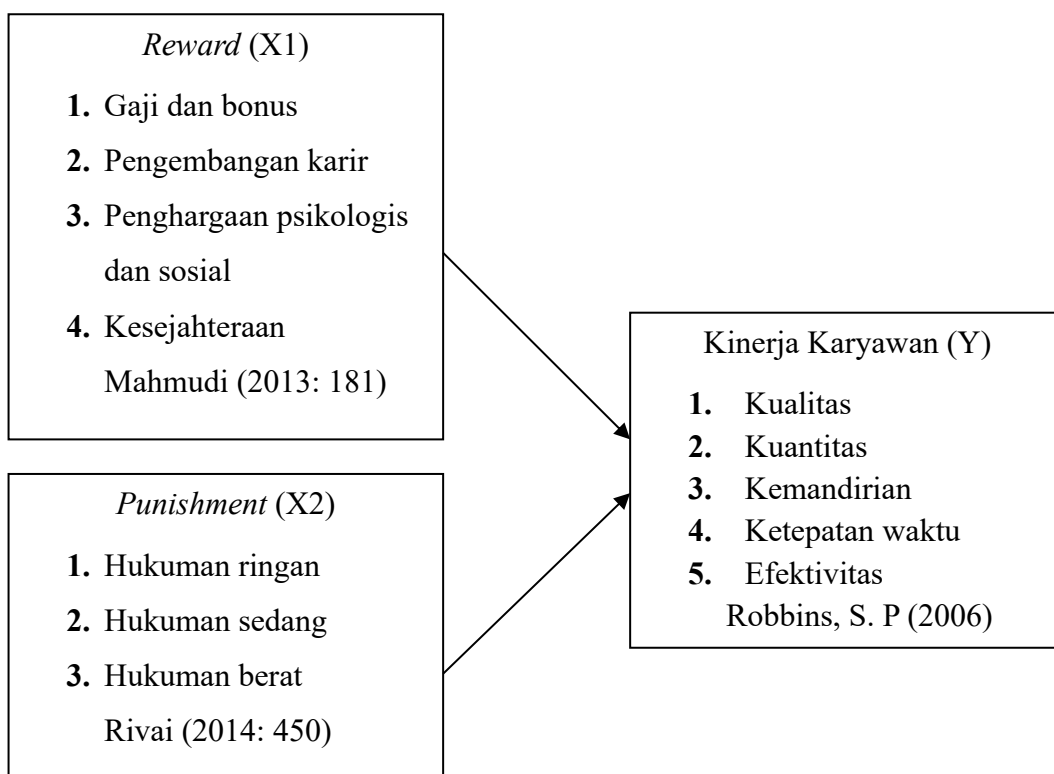 Reward (X1)
1. Gaji dan bonus
2. Pengembangan karir
3. Penghargaan psikologis
dan sosial
4. Kesejahteraan
Mahmudi (2013: 181)
Punishment (X2)
1. Hukuman ringan
2. Hukuman sedang
3. Hukuman berat
Rivai (2014: 450)
Kinerja Karyawan (Y)
1. Kualitas
2. Kuantitas
3. Kemandirian
4. Ketepatan waktu
5. Efektivitas
Robbins, S. P (2006)